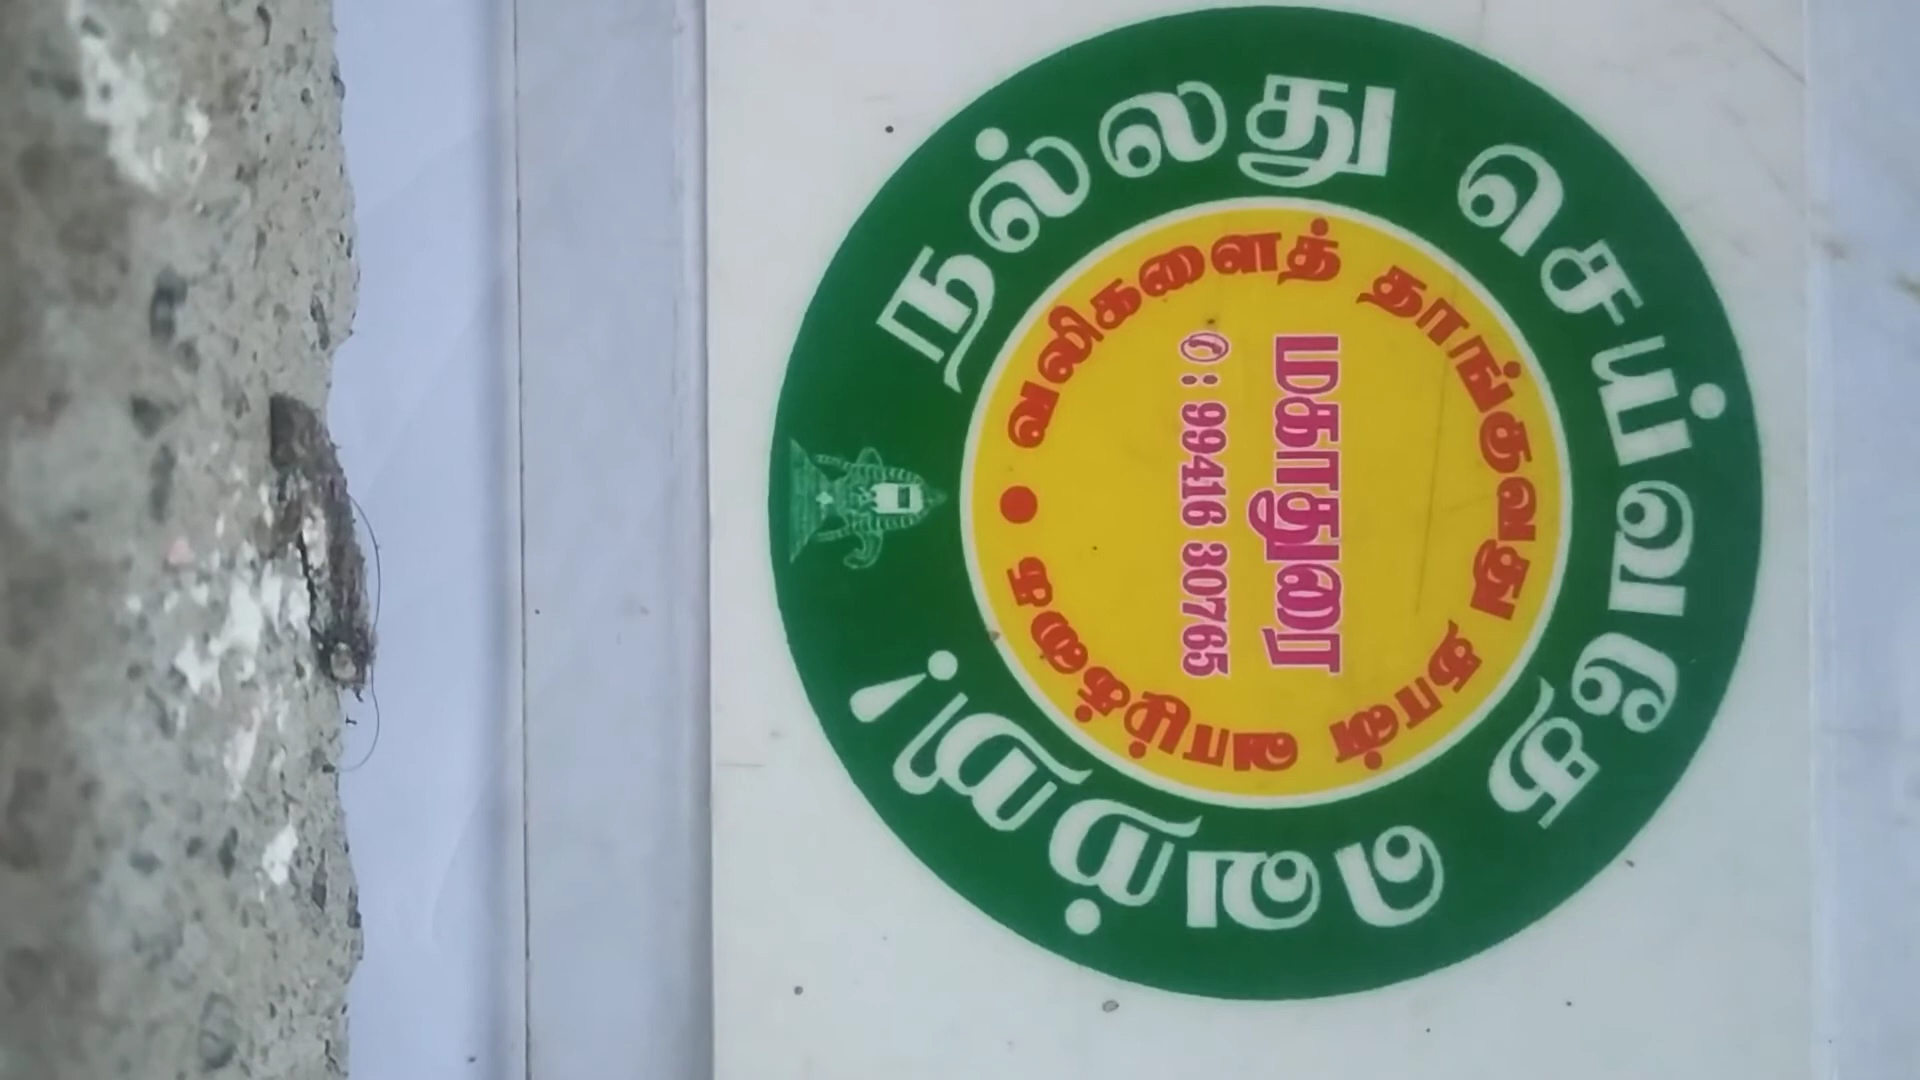 நல்லது செய்வதே வெற்றி!
வலிகளைத் தாங்குவது தான் வாழ்க்கை
மகாதுரை
✆: 99416 30765